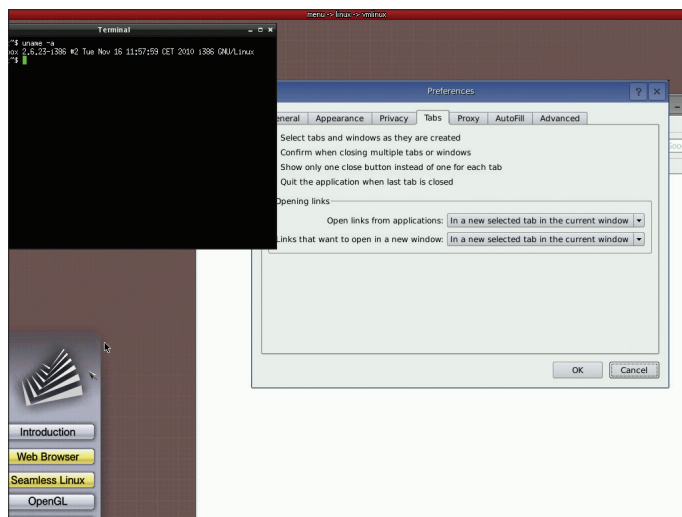 menu -> linux -> vmlinux
Terminal
~$ uname -a
ox 2.6.23-i386 #2 Tue Nov 16 11:57:59 CET 2010 i386 GNU/Linux
~$
Preferences
eneral Appearance Privacy Tabs Proxy AutoFill Advanced
Select tabs and windows as they are created
Confirm when closing multiple tabs or windows
Show only one close button instead of one for each tab
Quit the application when last tab is closed
Opening links
Open links from applications: In a new selected tab in the current window
Links that want to open in a new window: In a new selected tab in the current window
OK Cancel
Introduction
Web Browser
Seamless Linux
OpenGL